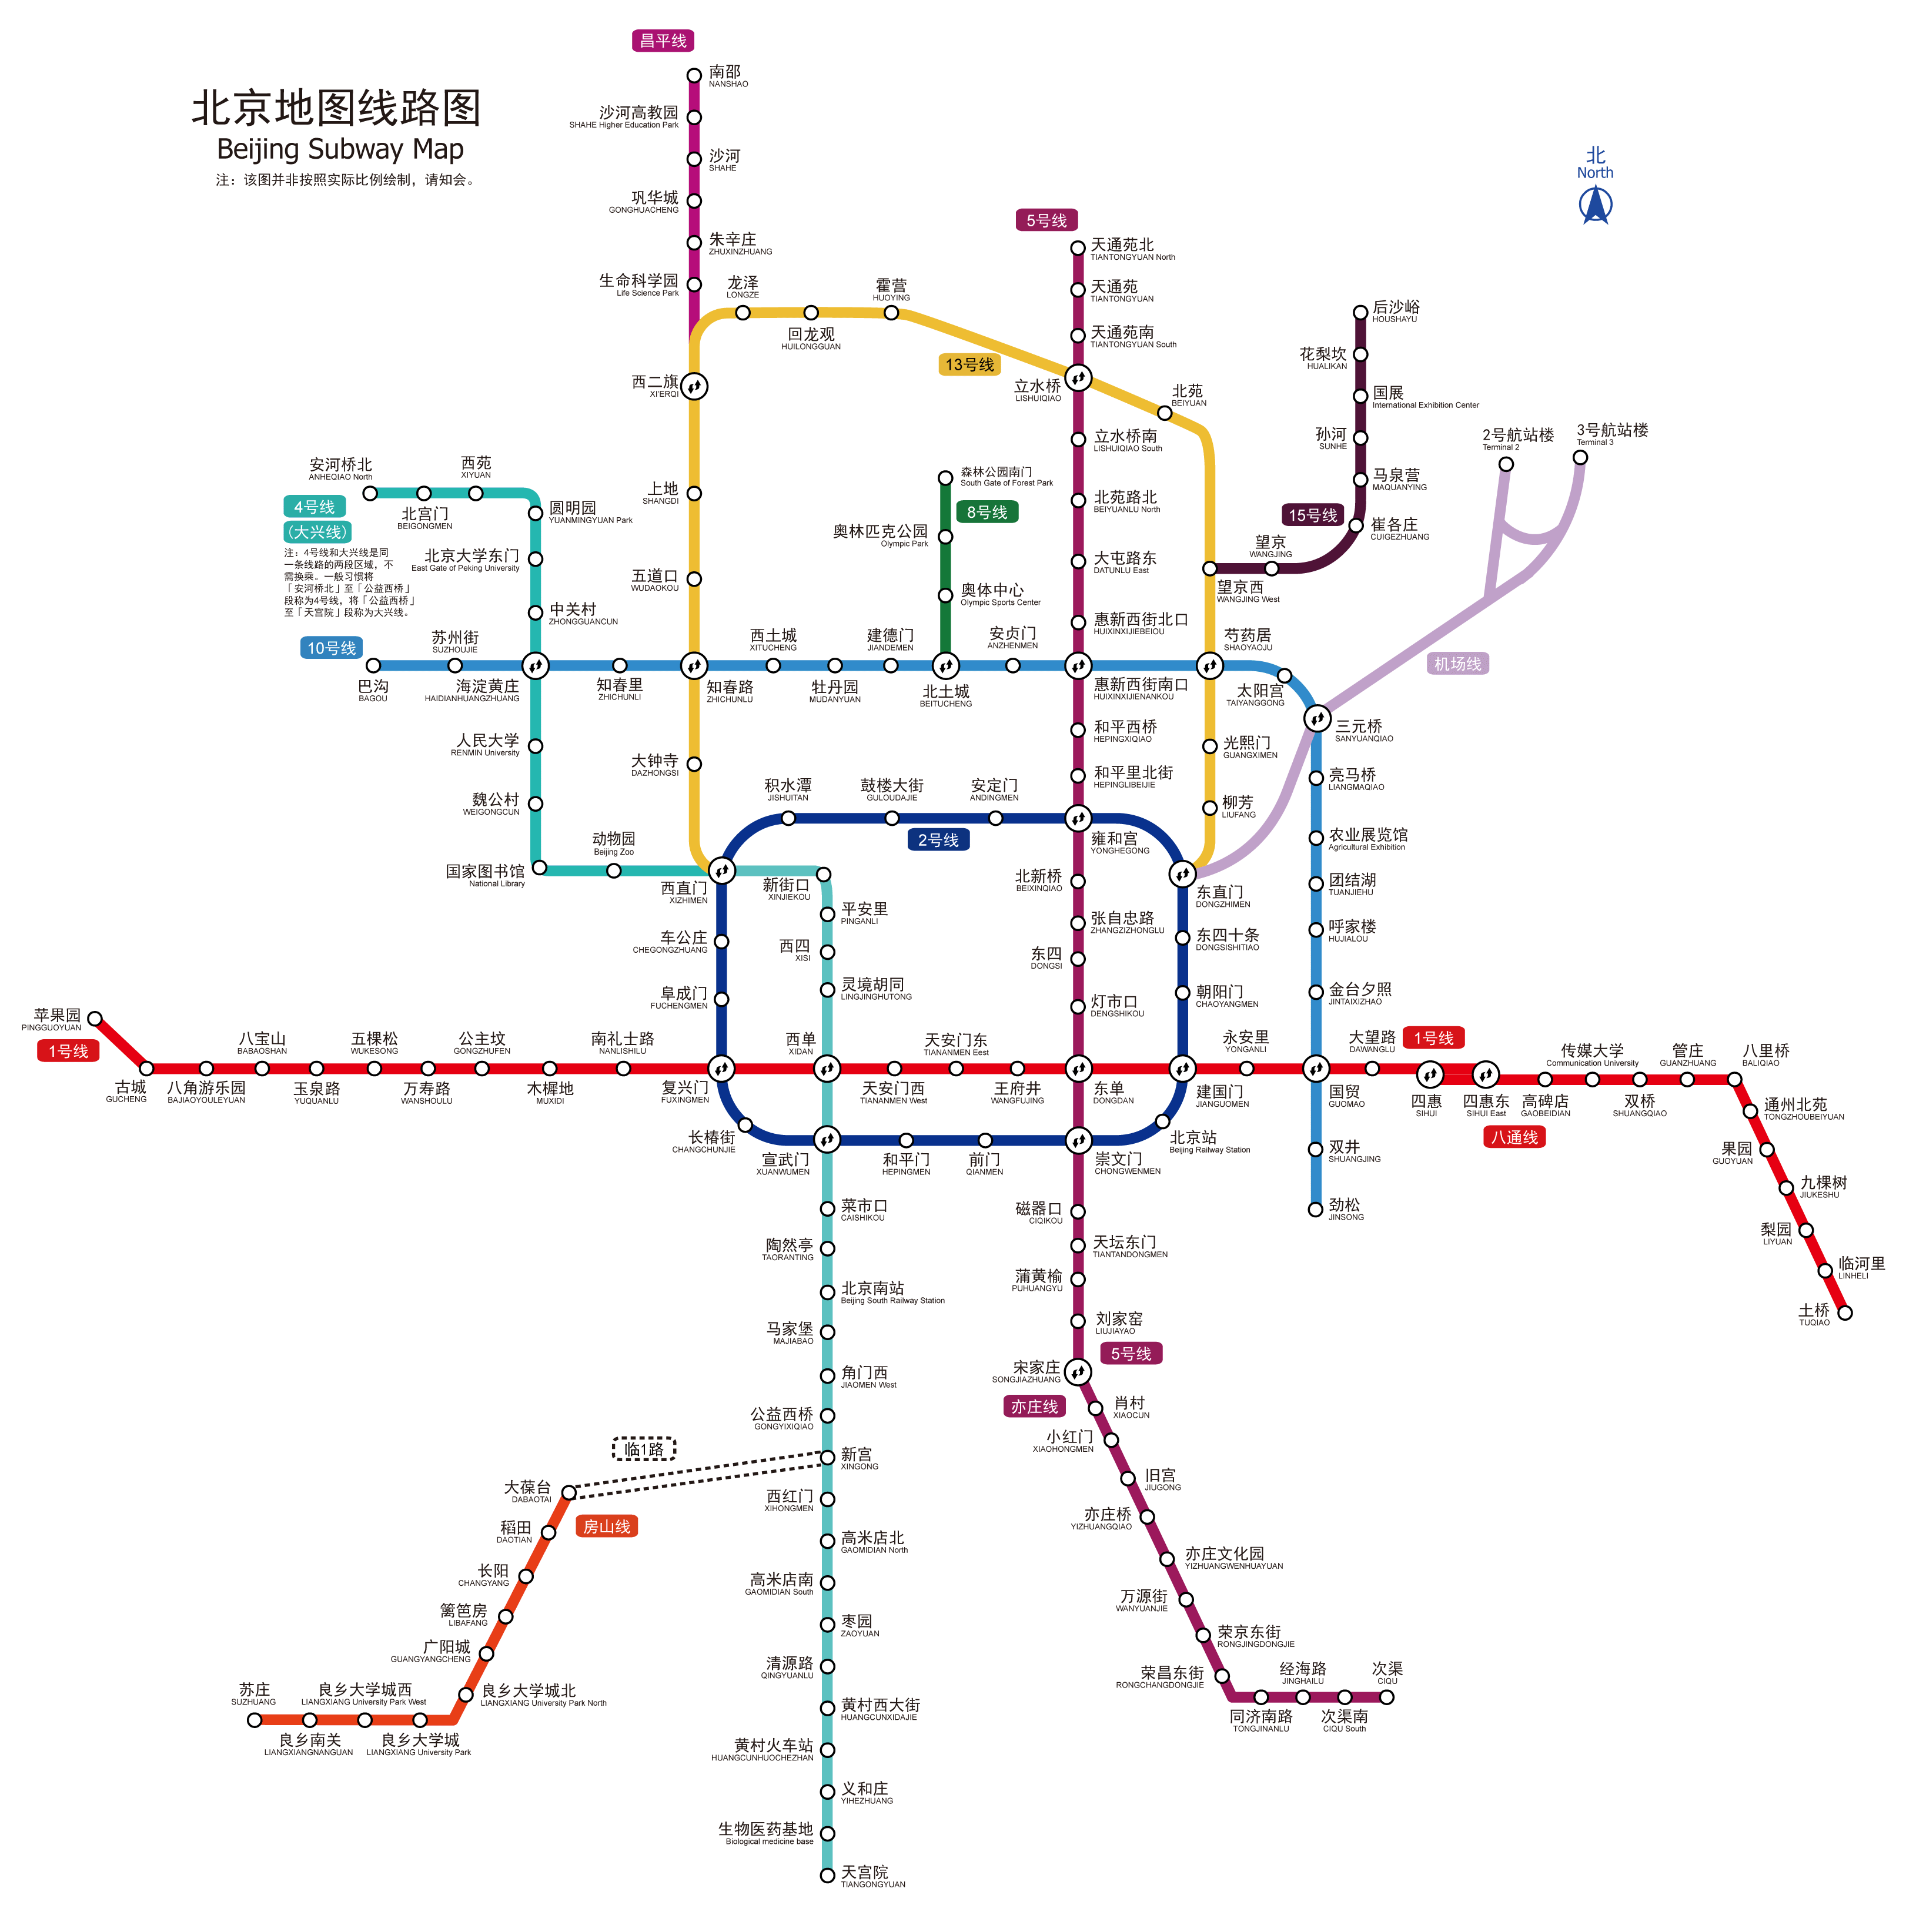 昌平线
北京地图线路图
Beijing Subway Map
注：该图并非按照实际比例绘制，请知会。
北
North
南邵
NANSHAO
沙河高教园
SHAHE Higher Education Park
沙河
SHAHE
巩华城
GONGHUACHENG
朱辛庄
ZHUXINZHUANG
生命科学园
Life Science Park
龙泽
LONGZE
回龙观
HUILONGGUAN
霍营
HUOYING
13号线
西二旗
XI'ERQI
上地
SHANGDI
五道口
WUDAOKOU
知春路
ZHICHUNLU
大钟寺
DAZHONGSI
5号线
天通苑北
TIANTONGYUAN North
天通苑
TIANTONGYUAN
天通苑南
TIANTONGYUAN South
立水桥
LISHUIQIAO
北苑
BEIYUAN
立水桥南
LISHUIQIAO South
北苑路北
BEIYUANLU North
大屯路东
DATUNLU East
惠新西街北口
HUIXINXIJIEBEIOU
惠新西街南口
HUIXINXIJIENANKOU
和平西桥
HEPINGXIQIAO
和平里北街
HEPINGLIBEIJIE
后沙峪
HOUSHAYU
花梨坎
HUALIKAN
国展
International Exhibition Center
孙河
SUNHE
马泉营
MAQUANYING
15号线
崔各庄
CUIGEZHUANG
望京
WANGJING
望京西
WANGJING West
2号航站楼
Terminal 2
3号航站楼
Terminal 3
机场线
安河桥北
ANHEQIAO North
北宫门
BEIGONGMEN
西苑
XIYUAN
圆明园
YUANMINGYUAN Park
4号线
(大兴线)
注：4号线和大兴线是同
一条线路的两段区域，不
需换乘。一般习惯将
「安河桥北」至「公益西桥」
段称为4号线，将「公益西桥」
至「天宫院」段称为大兴线。
北京大学东门
East Gate of Peking University
中关村
ZHONGGUANCUN
森林公园南门
South Gate of Forest Park
8号线
奥林匹克公园
Olympic Park
奥体中心
Olympic Sports Center
10号线
巴沟
BAGOU
苏州街
SUZHOUJIE
海淀黄庄
HAIDIANHUANGZHUANG
知春里
ZHICHUNLI
西土城
XITUCHENG
牡丹园
MUDANYUAN
建德门
JIANDEMEN
北土城
BEITUCHENG
安贞门
ANZHENMEN
芍药居
SHAOYAOJU
太阳宫
TAIYANGGONG
三元桥
SANYUANQIAO
人民大学
RENMIN University
魏公村
WEIGONGCUN
国家图书馆
National Library
动物园
Beijing Zoo
光熙门
GUANGXIMEN
柳芳
LIUFANG
亮马桥
LIANGMAQIAO
农业展览馆
Agricultural Exhibition
团结湖
TUANJIEHU
呼家楼
HUJIALOU
金台夕照
JINTAIXIZHAO
积水潭
JISHUITAN
鼓楼大街
GULOUDAJIE
安定门
ANDINGMEN
2号线
雍和宫
YONGHEGONG
西直门
XIZHIMEN
新街口
XINJIEKOU
东直门
DONGZHIMEN
车公庄
CHEGONGZHUANG
阜成门
FUCHENGMEN
平安里
PINGANLI
西四
XISI
灵境胡同
LINGJINGHUTONG
北新桥
BEIXINQIAO
张自忠路
ZHANGZIZHONGLU
东四
DONGSI
灯市口
DENGSHIKOU
东四十条
DONGSISHITIAO
朝阳门
CHAOYANGMEN
苹果园
PINGGUOYUAN
1号线
古城
GUCHENG
八角游乐园
BAJIAOYOULEYUAN
八宝山
BABAOSHAN
玉泉路
YUQUANLU
五棵松
WUKESONG
万寿路
WANSHOULU
公主坟
GONGZHUFEN
木樨地
MUXIDI
南礼士路
NANLISHILU
复兴门
FUXINGMEN
西单
XIDAN
天安门西
TIANANMEN West
天安门东
TIANANMEN Eest
王府井
WANGFUJING
东单
DONGDAN
建国门
JIANGUOMEN
永安里
YONGANLI
国贸
GUOMAO
大望路
DAWANGLU
1号线
四惠
SIHUI
四惠东
SIHUI East
八通线
高碑店
GAOBEIDIAN
传媒大学
Communication University
双桥
SHUANGQIAO
管庄
GUANZHUANG
八里桥
BALIQIAO
通州北苑
TONGZHOUBEIYUAN
果园
GUOYUAN
九棵树
JIUKESHU
梨园
LIYUAN
临河里
LINHELI
土桥
TUQIAO
长椿街
CHANGCHUNJIE
宣武门
XUANWUMEN
和平门
HEPINGMEN
前门
QIANMEN
崇文门
CHONGWENMEN
北京站
Beijing Railway Station
双井
SHUANGJING
劲松
JINSONG
菜市口
CAISHIKOU
陶然亭
TAORANTING
北京南站
Beijing South Railway Station
马家堡
MAJIABAO
角门西
JIAOMEN West
公益西桥
GONGYIXIQIAO
新宫
XINGONG
西红门
XIHONGMEN
高米店北
GAOMIDIAN North
高米店南
GAOMIDIAN South
枣园
ZAOYUAN
清源路
QINGYUANLU
黄村西大街
HUANGCUNXIDAJIE
黄村火车站
HUANGCUNHUOCHEZHAN
义和庄
YIHEZHUANG
生物医药基地
Biological medicine base
天宫院
TIANGONGYUAN
磁器口
CIQIKOU
天坛东门
TIANTANDONGMEN
蒲黄榆
PUHUANGYU
刘家窑
LIUJIAYAO
5号线
宋家庄
SONGJIAZHUANG
亦庄线
肖村
XIAOCUN
小红门
XIAOHONGMEN
旧宫
JIUGONG
亦庄桥
YIZHUANGQIAO
亦庄文化园
YIZHUANGWENHUAYUAN
万源街
WANYUANJIE
荣京东街
RONGJINGDONGJIE
荣昌东街
RONGCHANGDONGJIE
同济南路
TONGJINANLU
经海路
JINGHAILU
次渠南
CIQU South
次渠
CIQU
临1路
大葆台
DABAOTAI
房山线
稻田
DAOTIAN
长阳
CHANGYANG
篱笆房
LIBAFANG
广阳城
GUANGYANGCHENG
良乡大学城北
LIANGXIANG University Park North
良乡大学城
LIANGXIANG University Park
良乡大学城西
LIANGXIANG University Park West
良乡南关
LIANGXIANGNANGUAN
苏庄
SUZHUANG